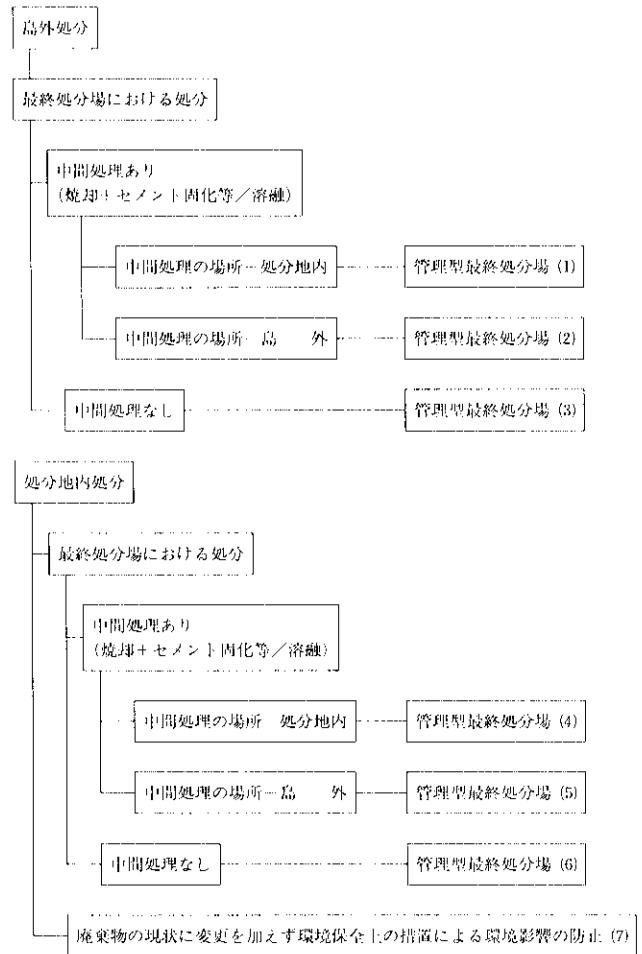 島外処分
最終処分場における処分
中間処理あり
(焼却+セメント固化等/溶融)
中間処理の場所―処分地内 管理型最終処分場 (1)
中間処理の場所―島 外 管理型最終処分場 (2)
中間処理なし 管理型最終処分場 (3)
処分地内処分
最終処分場における処分
中間処理あり
(焼却+セメント固化等/溶融)
中間処理の場所 処分地内 管理型最終処分場 (4)
中間処理の場所―島 外 管理型最終処分場 (5)
中間処理なし 管理型最終処分場 (6)
廃棄物の現状に変更を加えず環境保全上の措置による環境影響の防止 (7)